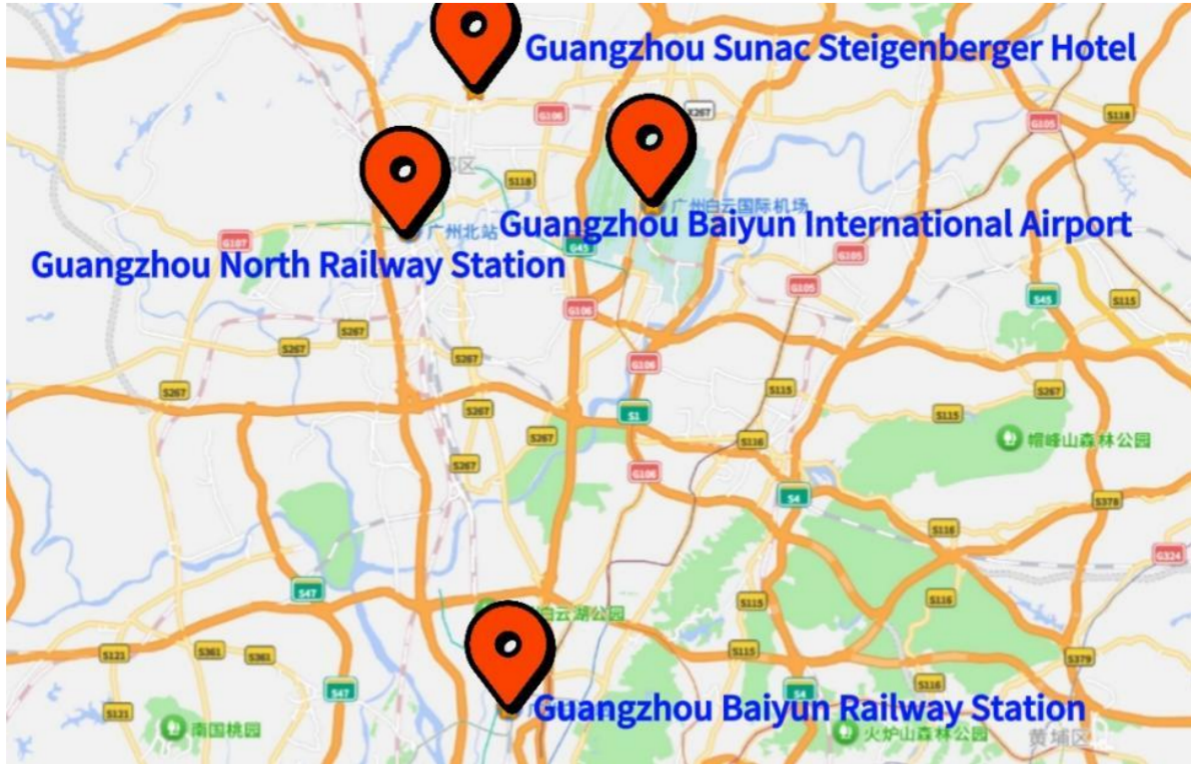 Guangzhou Sunac Steigenberger Hotel
G106
X267
G105
S118
S118
广州白云国际机场
Guangzhou Baiyun International Airport
广州北站
G107
G45
G105
Guangzhou North Railway Station
G105
S45
S115
G106
S267
S267
S267
G106
S267
S115
S267
S267
S1
S115
S267
S116
帽峰山森林公园
S267
G106
S4
S378
S116
G324
S47
S115
S116
白云湖公园
S121
S361
S361
S115
S379
S47
S4
S116
S121
Guangzhou Baiyun Railway Station
南国桃园
火炉山森林公园
黄埔区